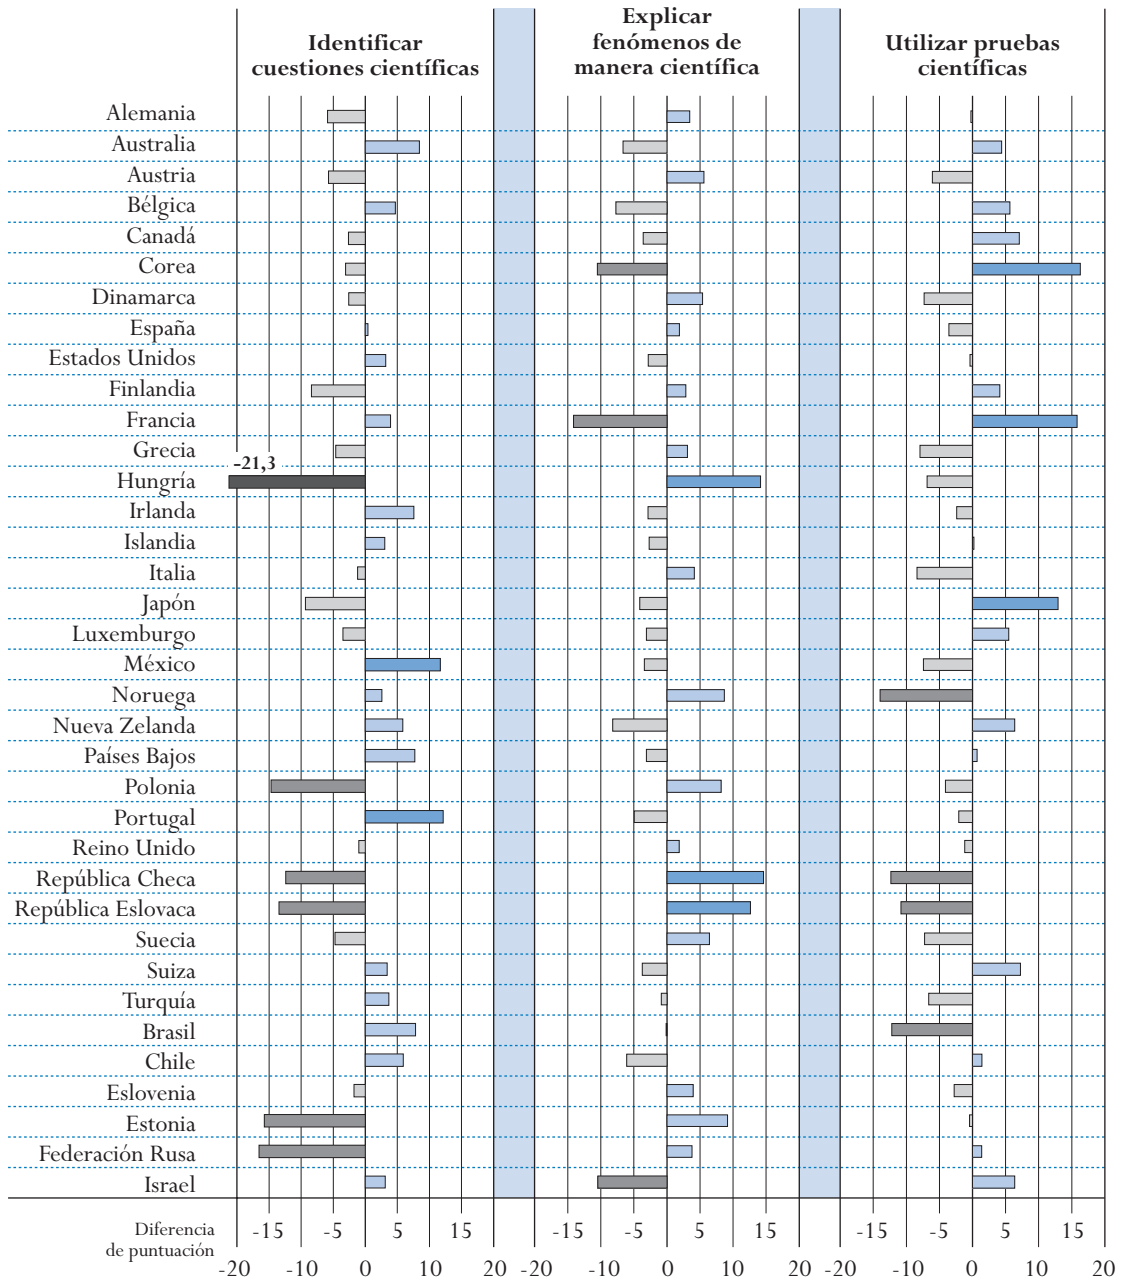 Identificar
cuestiones científicas
Explicar
fenómenos de
manera científica
Utilizar pruebas
científicas
Alemania
Australia
Austria
Bélgica
Canadá
Corea
Dinamarca
España
Estados Unidos
Finlandia
Francia
Grecia
-21,3
Hungría
Irlanda
Islandia
Italia
Japón
Luxemburgo
México
Noruega
Nueva Zelanda
Países Bajos
Polonia
Portugal
Reino Unido
República Checa
República Eslovaca
Suecia
Suiza
Turquía
Brasil
Chile
Eslovenia
Estonia
Federación Rusa
Israel
Diferencia
de puntuación
-15 -5 5 15 -15 -5 5 15 -15 -5 5 15
-20 -10 0 10 20 -20 -10 0 10 20 -20 -10 0 10 20